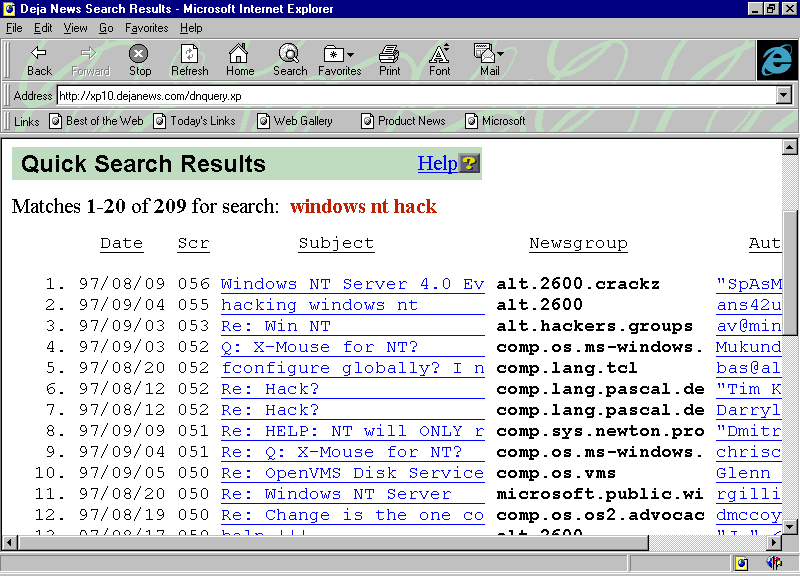 Deja News Search Results - Microsoft Internet Explorer
File Edit View Go Favorites Help
Back Forward Stop Refresh Home Search Favorites Print Font Mail
Address http://xp10.dejanews.com/dnquery.xp
Links Best of the Web Today's Links Web Gallery Product News Microsoft
Quick Search Results Help
Matches 1-20 of 209 for search: windows nt hack
Date Scr Subject Newsgroup Aut
1. 97/08/09 056 Windows NT Server 4.0 Ev alt.2600.crackz "SpAsM
2. 97/09/04 055 hacking windows nt alt.2600 ans42u
3. 97/09/03 053 Re: Win NT alt.hackers.groups av@min
4. 97/09/03 052 Q: X-Mouse for NT? comp.os.ms-windows. Mukund
5. 97/08/20 052 fconfigure globally? I n comp.lang.tcl bas@al
6. 97/08/12 052 Re: Hack? comp.lang.pascal.de "Tim K
7. 97/08/12 052 Re: Hack? comp.lang.pascal.de Darryl
8. 97/09/09 051 Re: HELP: NT will ONLY r comp.sys.newton.pro "Dmitr
9. 97/09/04 051 Re: Q: X-Mouse for NT? comp.os.ms-windows. chrisc
10. 97/09/05 050 Re: OpenVMS Disk Service comp.os.vms Glenn
11. 97/08/20 050 Re: Windows NT Server microsoft.public.wi rgilli
12. 97/08/19 050 Re: Change is the one co comp.os.os2.advocac dmccoy
13. 97/08/17 050 help !!! alt.2600